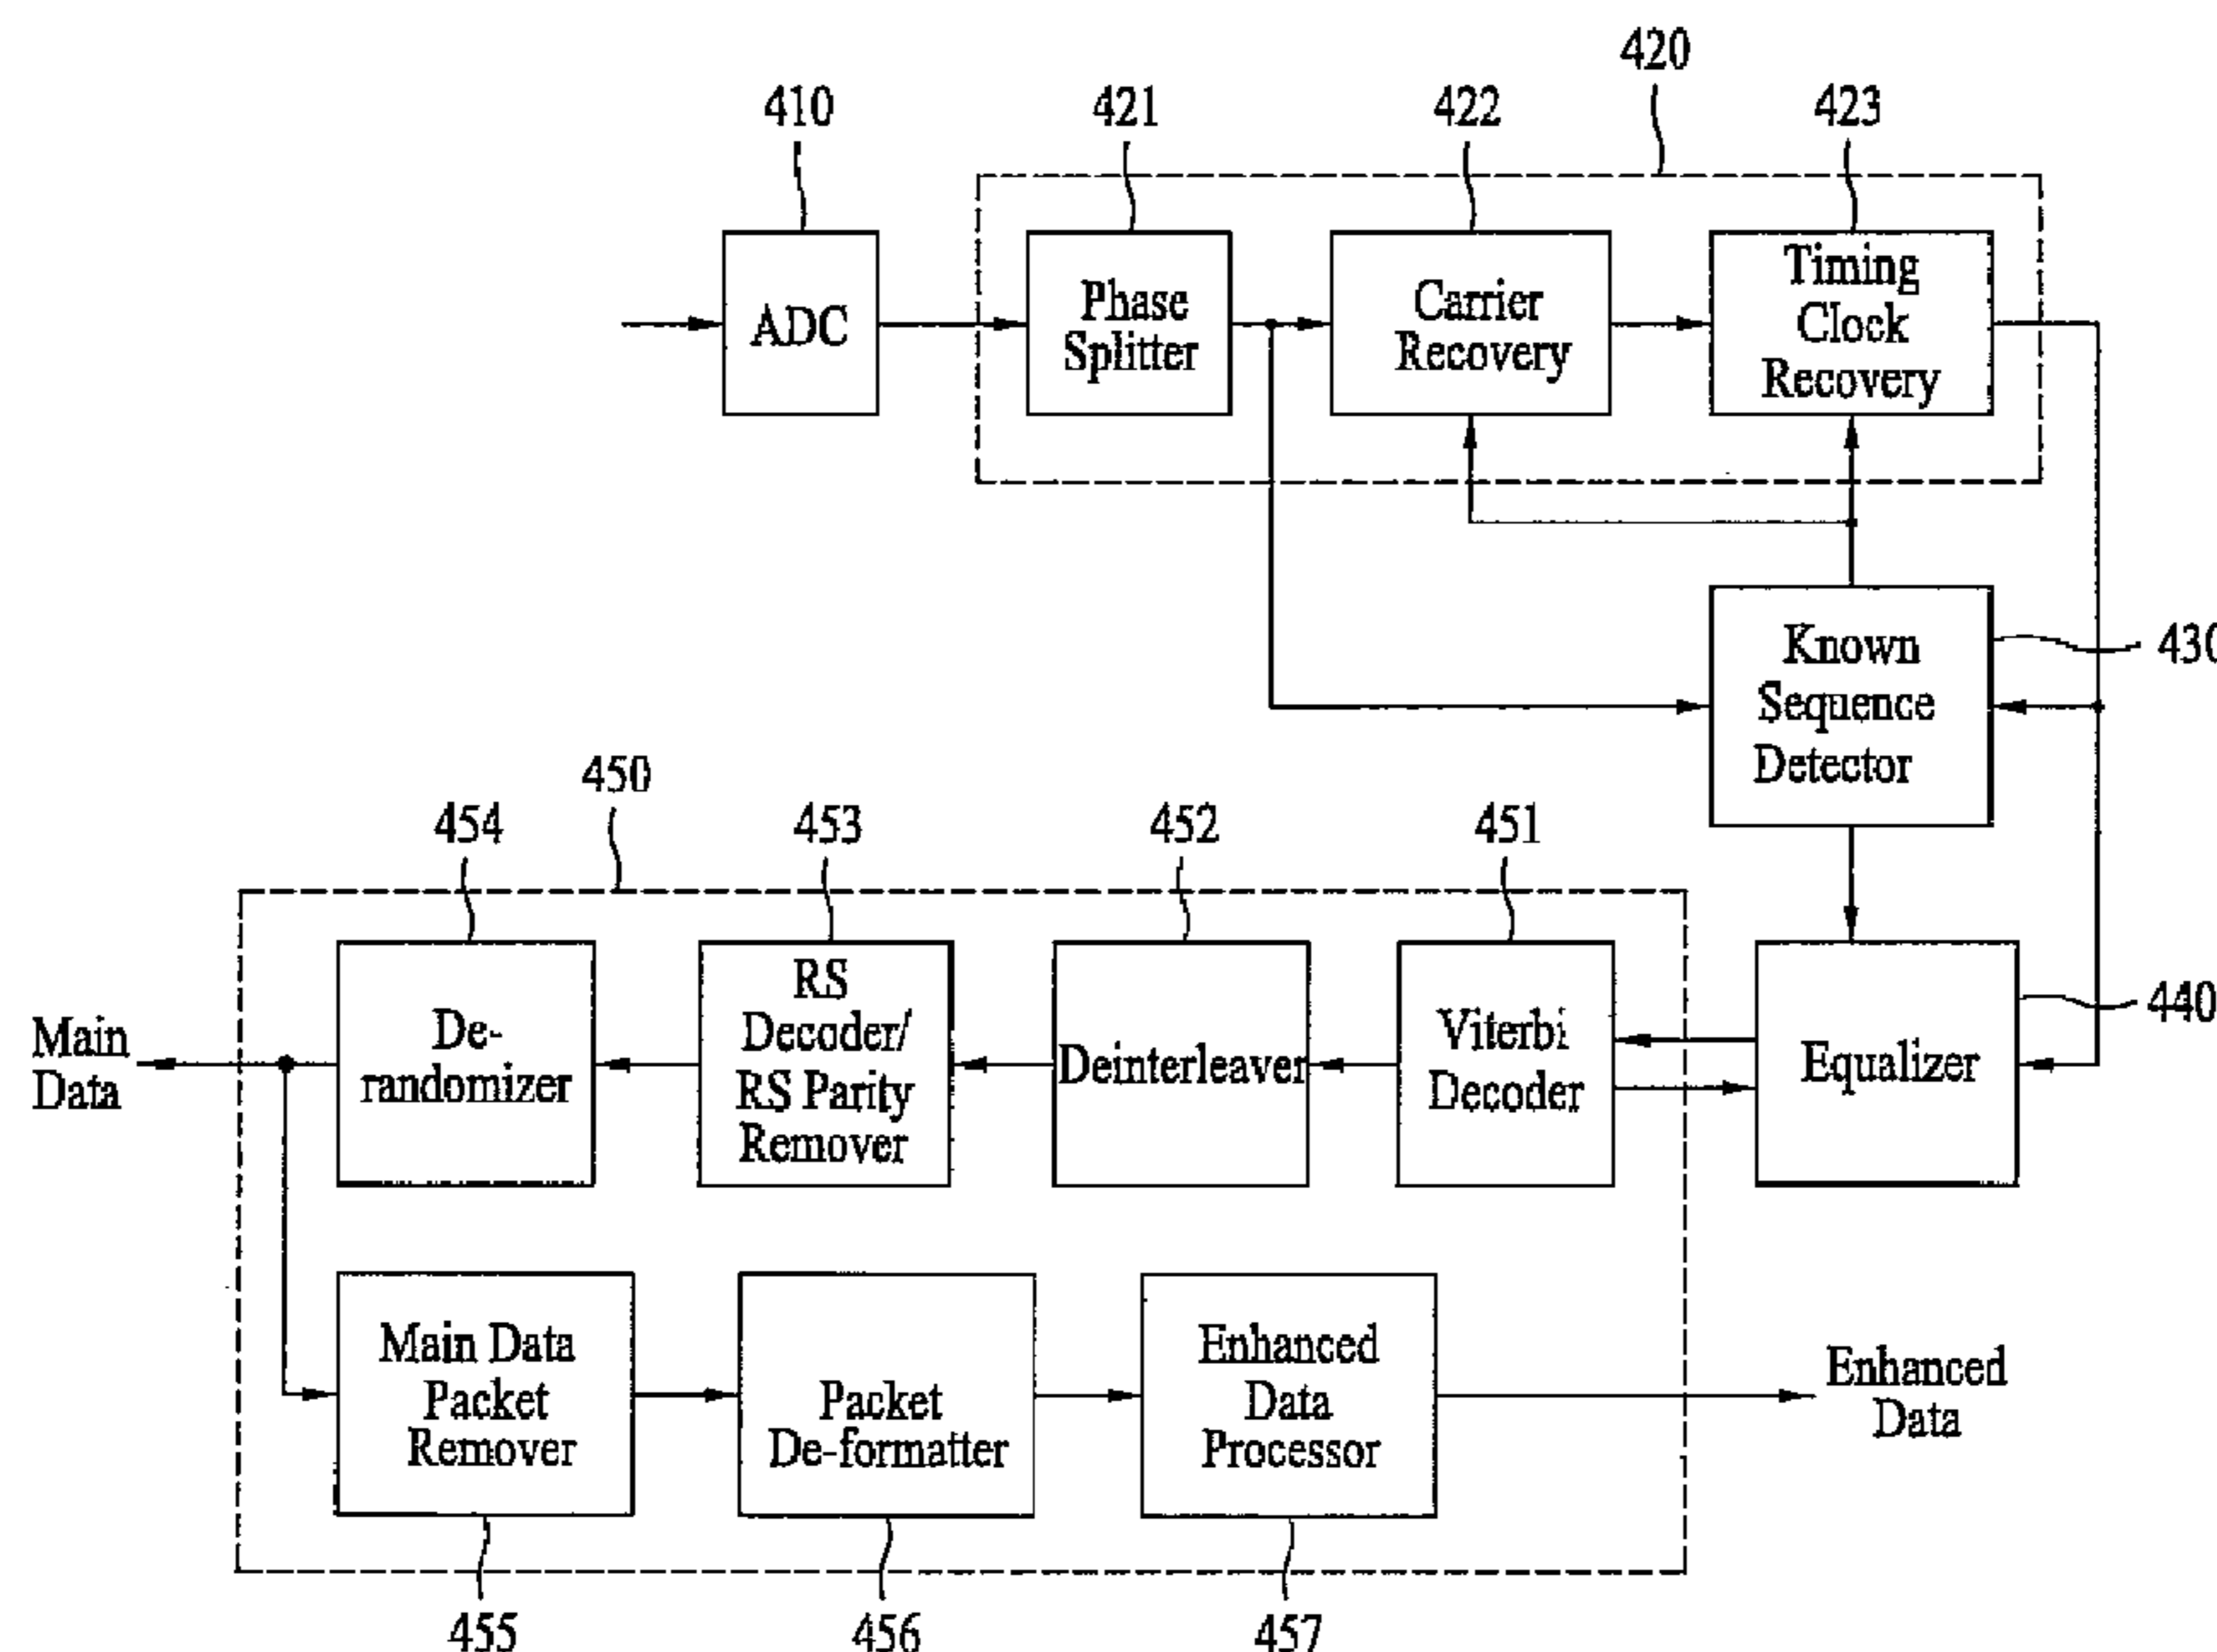 420
410
421
422
423
ADC
Phase
Splitter
Carrier
Recovery
Timing
Clock
Recovery
Known
Sequence
Detector
430
450
454
453
452
451
Main
Data
De-
randomizer
RS
Decoder/
RS Parity
Remover
Deinterleaver
Viterbi
Decoder
Equalizer
440
Main Data
Packet
Remover
Packet
De-formatter
Enhanced
Data
Processor
Enhanced
Data
455
456
457